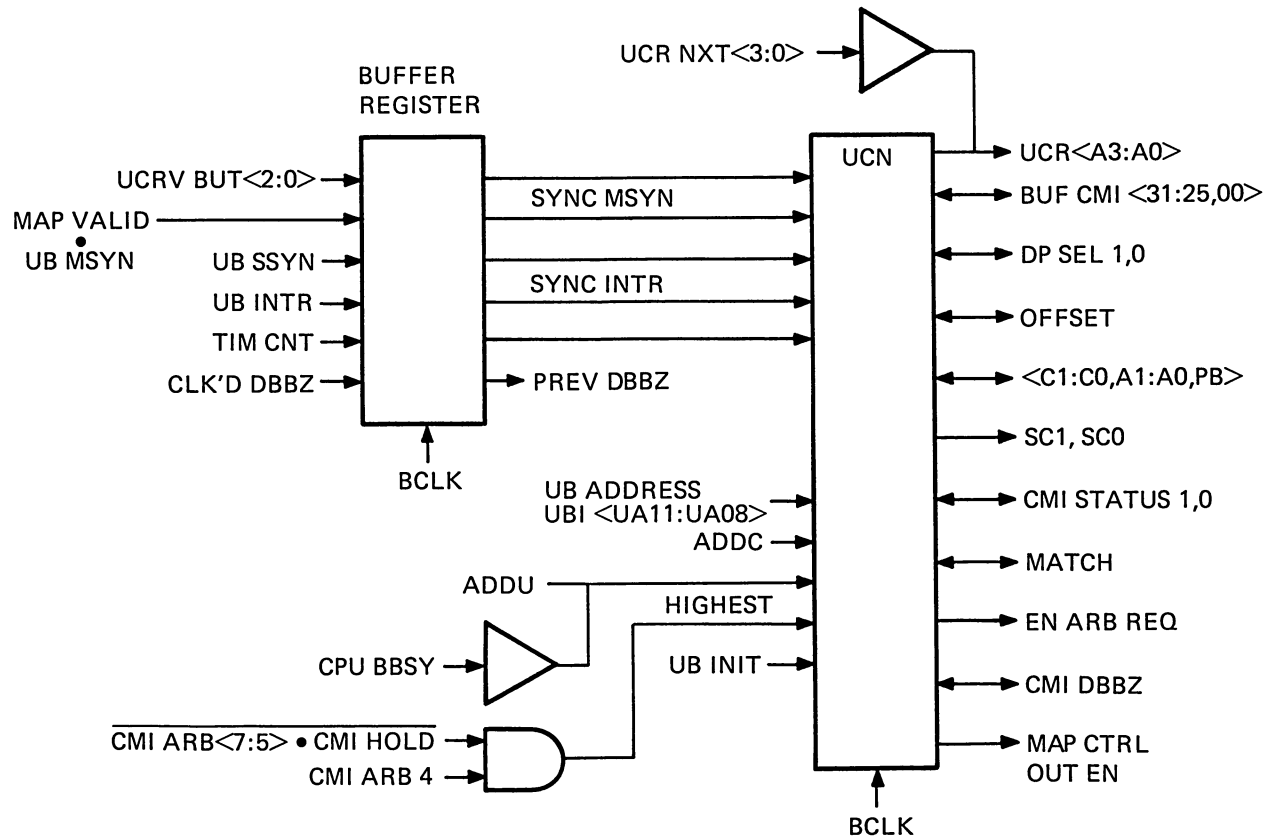 UCR NXT<3:0>
BUFFER
REGISTER
UCN
UCR<A3:A0>
UCRV BUT<2:0>
SYNC MSYN
BUF CMI <31:25,00>
MAP VALID
•
UB MSYN
UB SSYN
DP SEL 1,0
UB INTR
SYNC INTR
OFFSET
TIM CNT
CLK'D DBBZ
PREV DBBZ
<C1:C0,A1:A0,PB>
SC1, SC0
BCLK
UB ADDRESS
UBI <UA11:UA08>
CMI STATUS 1,0
ADDC
MATCH
ADDU
HIGHEST
EN ARB REQ
CPU BBSY
UB INIT
CMI DBBZ
CMI ARB<7:5> • CMI HOLD
CMI ARB 4
MAP CTRL
OUT EN
BCLK